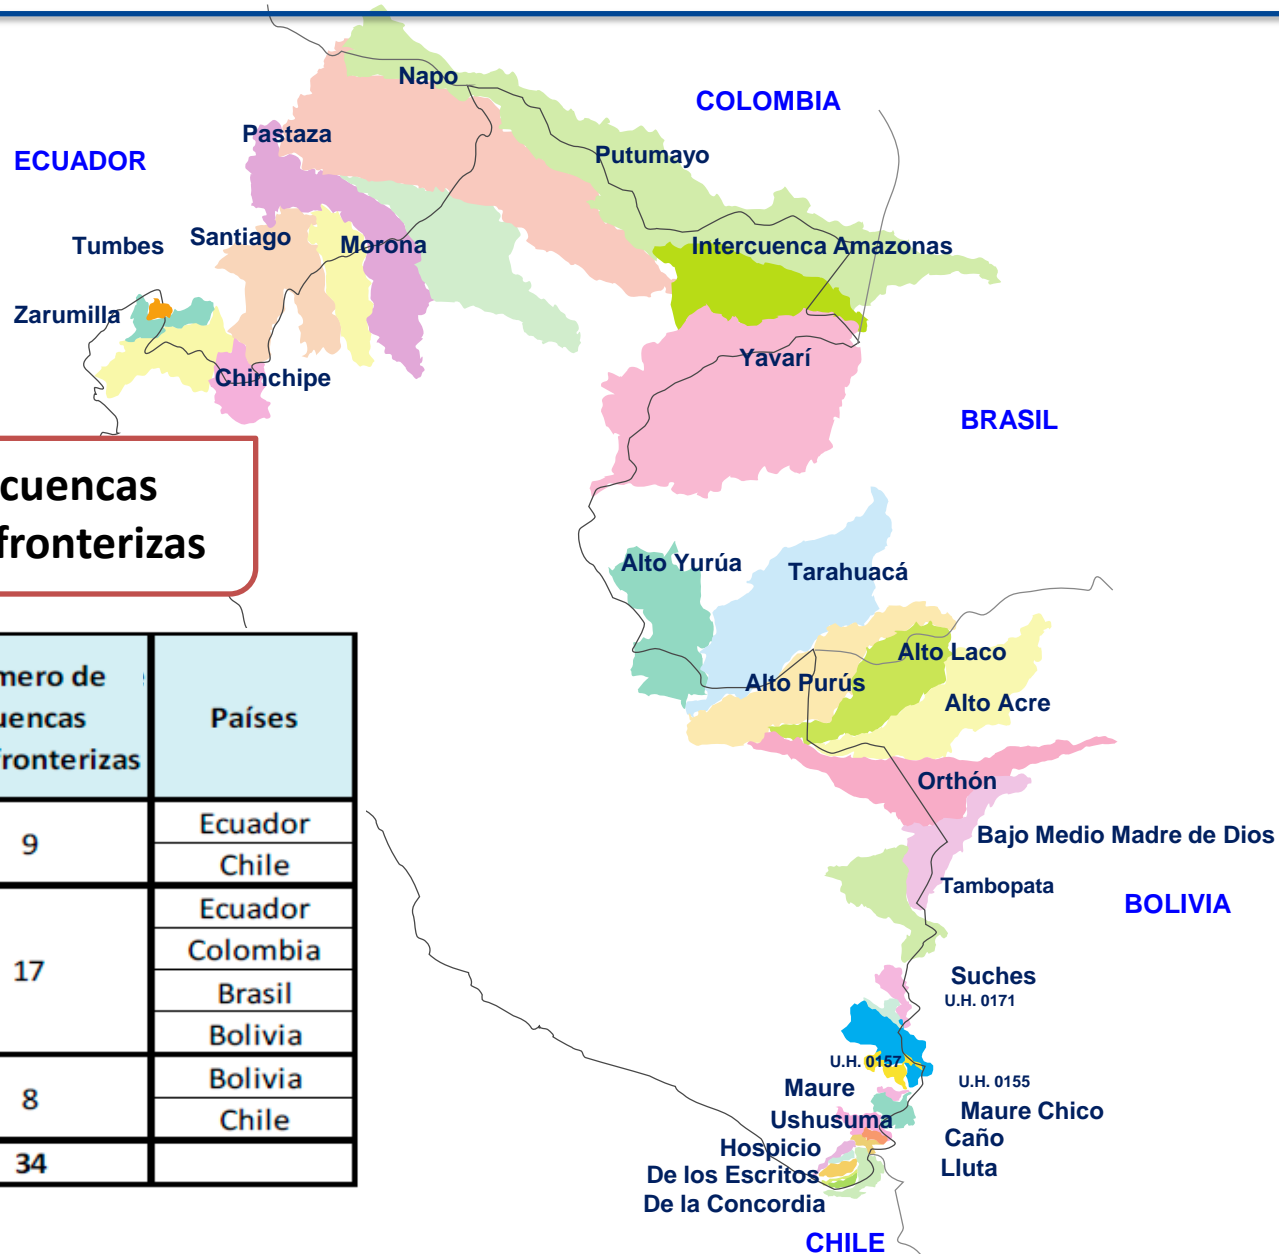 Napo
COLOMBIA
Pastaza
ECUADOR
Putumayo
Tumbes
Santiago
Morona
Intercuenca Amazonas
Zarumilla
Yavarí
Chinchipe
BRASIL
cuencas
fronterizas
Alto Yurúa
Tarahuacá
Alto Laco
Alto Purús
Alto Acre
Orthón
Bajo Medio Madre de Dios
Tambopata
BOLIVIA
Suches
U.H. 0171
U.H. 0157
U.H. 0155
Maure
Maure Chico
Ushusuma
Caño
Hospicio
Lluta
De los Escritos
De la Concordia
CHILE
mero de
uencas
fronterizas
Países
9
Ecuador
Chile
17
Ecuador
Colombia
Brasil
Bolivia
8
Bolivia
Chile
34